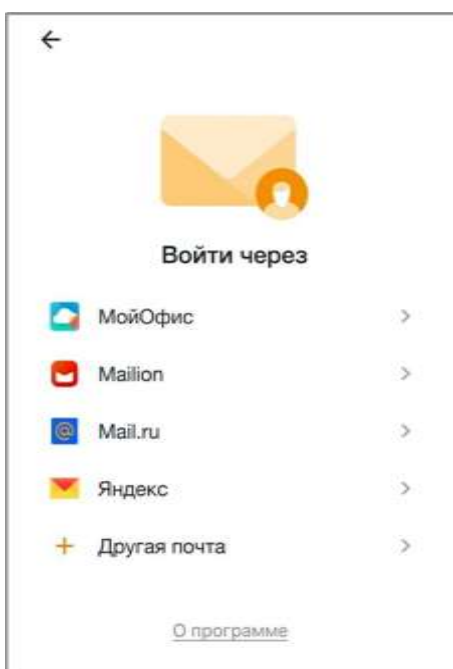 Войти через
МойОфис
Mailion
Mail.ru
Яндекс
Другая почта
О программе